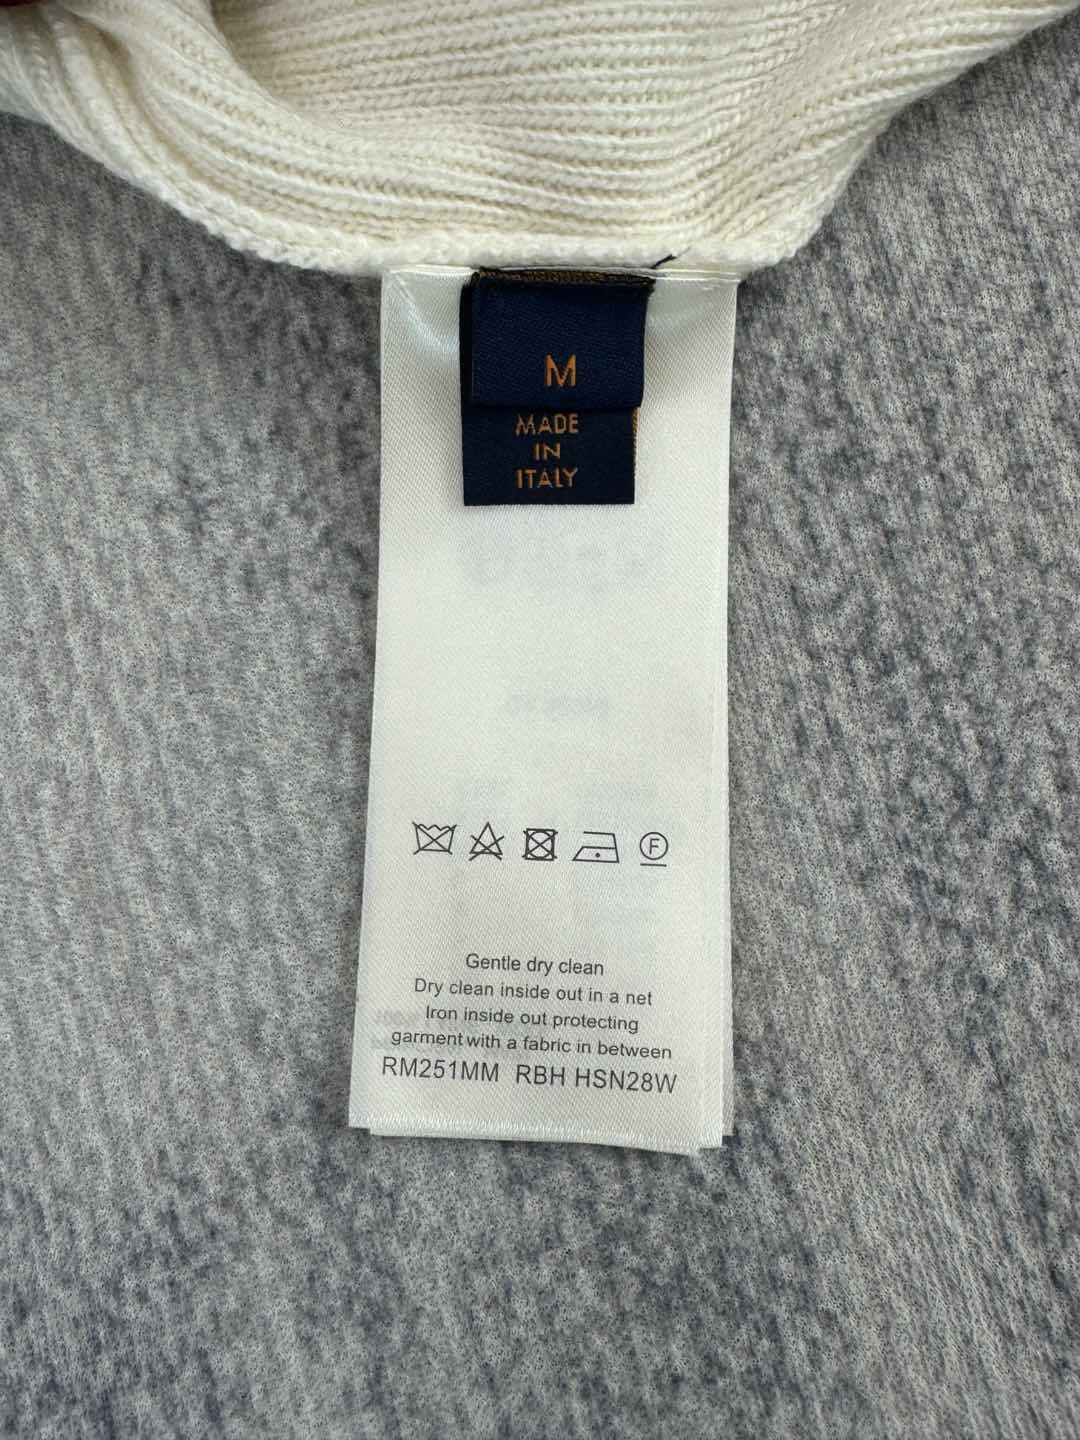 M
MADE
IN
ITALY
F
Gentle dry clean
Dry clean inside out in a net
Iron inside out protecting
garment with a fabric in between
RM251MM RBH HSN28W